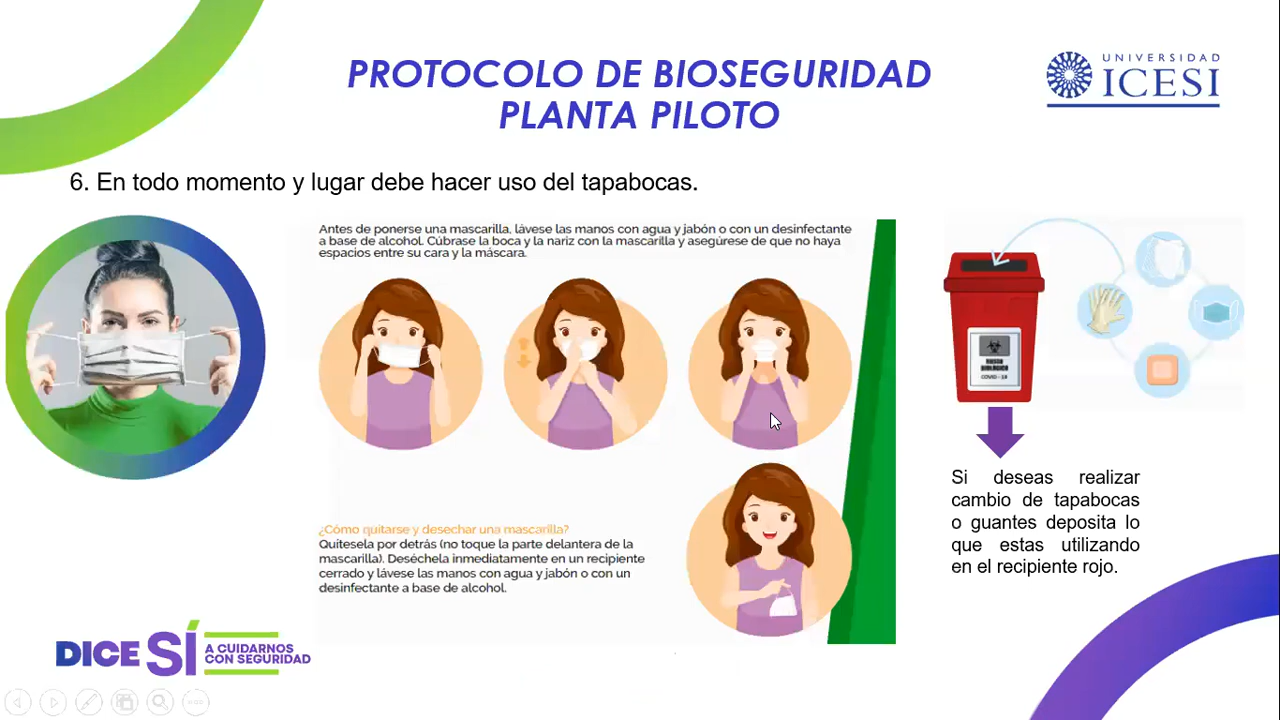 PROTOCOLO DE BIOSEGURIDAD
PLANTA PILOTO
UNIVERSIDAD
ICESI
6. En todo momento y lugar debe hacer uso del tapabocas.
Antes de ponerse una mascarilla, lávese las manos con agua y jabón o con un desinfectante
a base de alcohol. Cúbrase la boca y la nariz con la mascarilla y asegúrese de que no haya
espacios entre su cara y la máscara.
RIESGO
BIOLÓGICO
COVID - 19
Si deseas realizar
cambio de tapabocas
o guantes deposita lo
que estas utilizando
en el recipiente rojo.
¿Cómo quitarse y desechar una mascarilla?
Quítesela por detrás (no toque la parte delantera de la
mascarilla). Deséchela inmediatamente en un recipiente
cerrado y lávese las manos con agua y jabón o con un
desinfectante a base de alcohol.
DICE SÍ A CUIDARNOS
CON SEGURIDAD